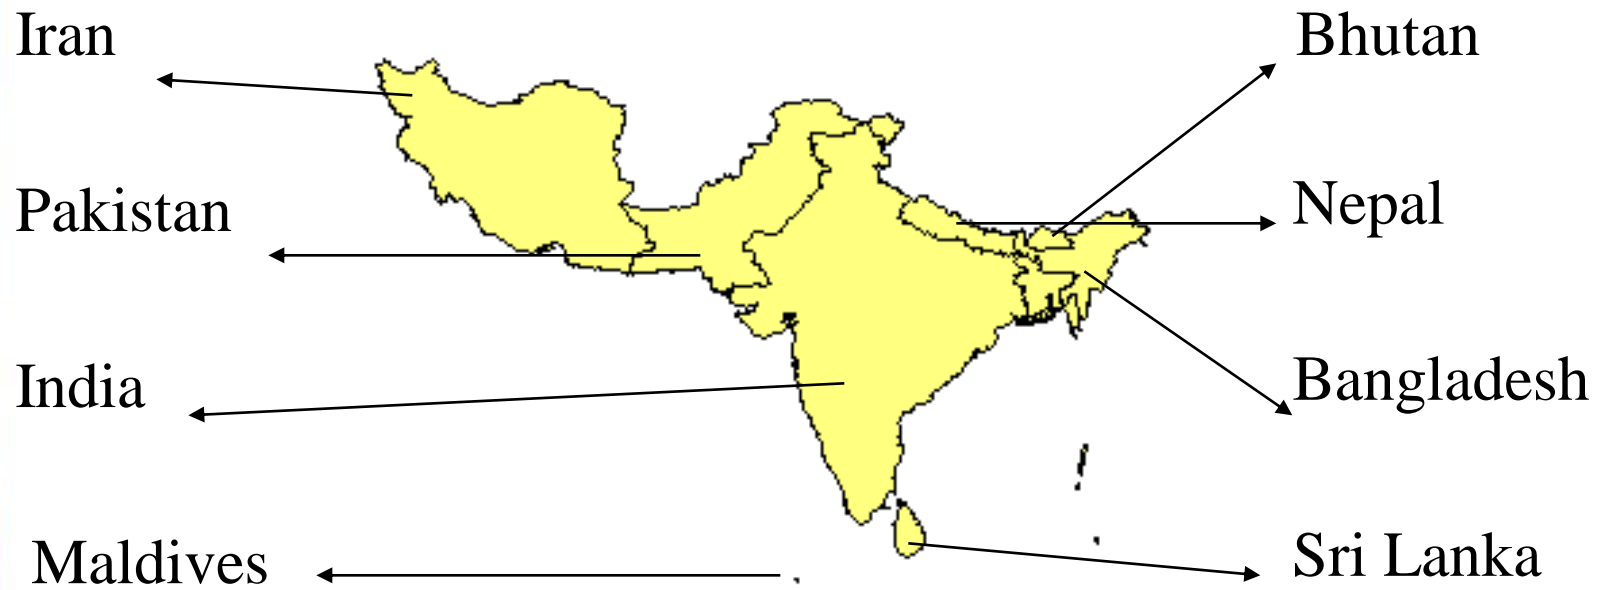 Iran
Bhutan
Pakistan
Nepal
India
Bangladesh
Maldives
Sri Lanka